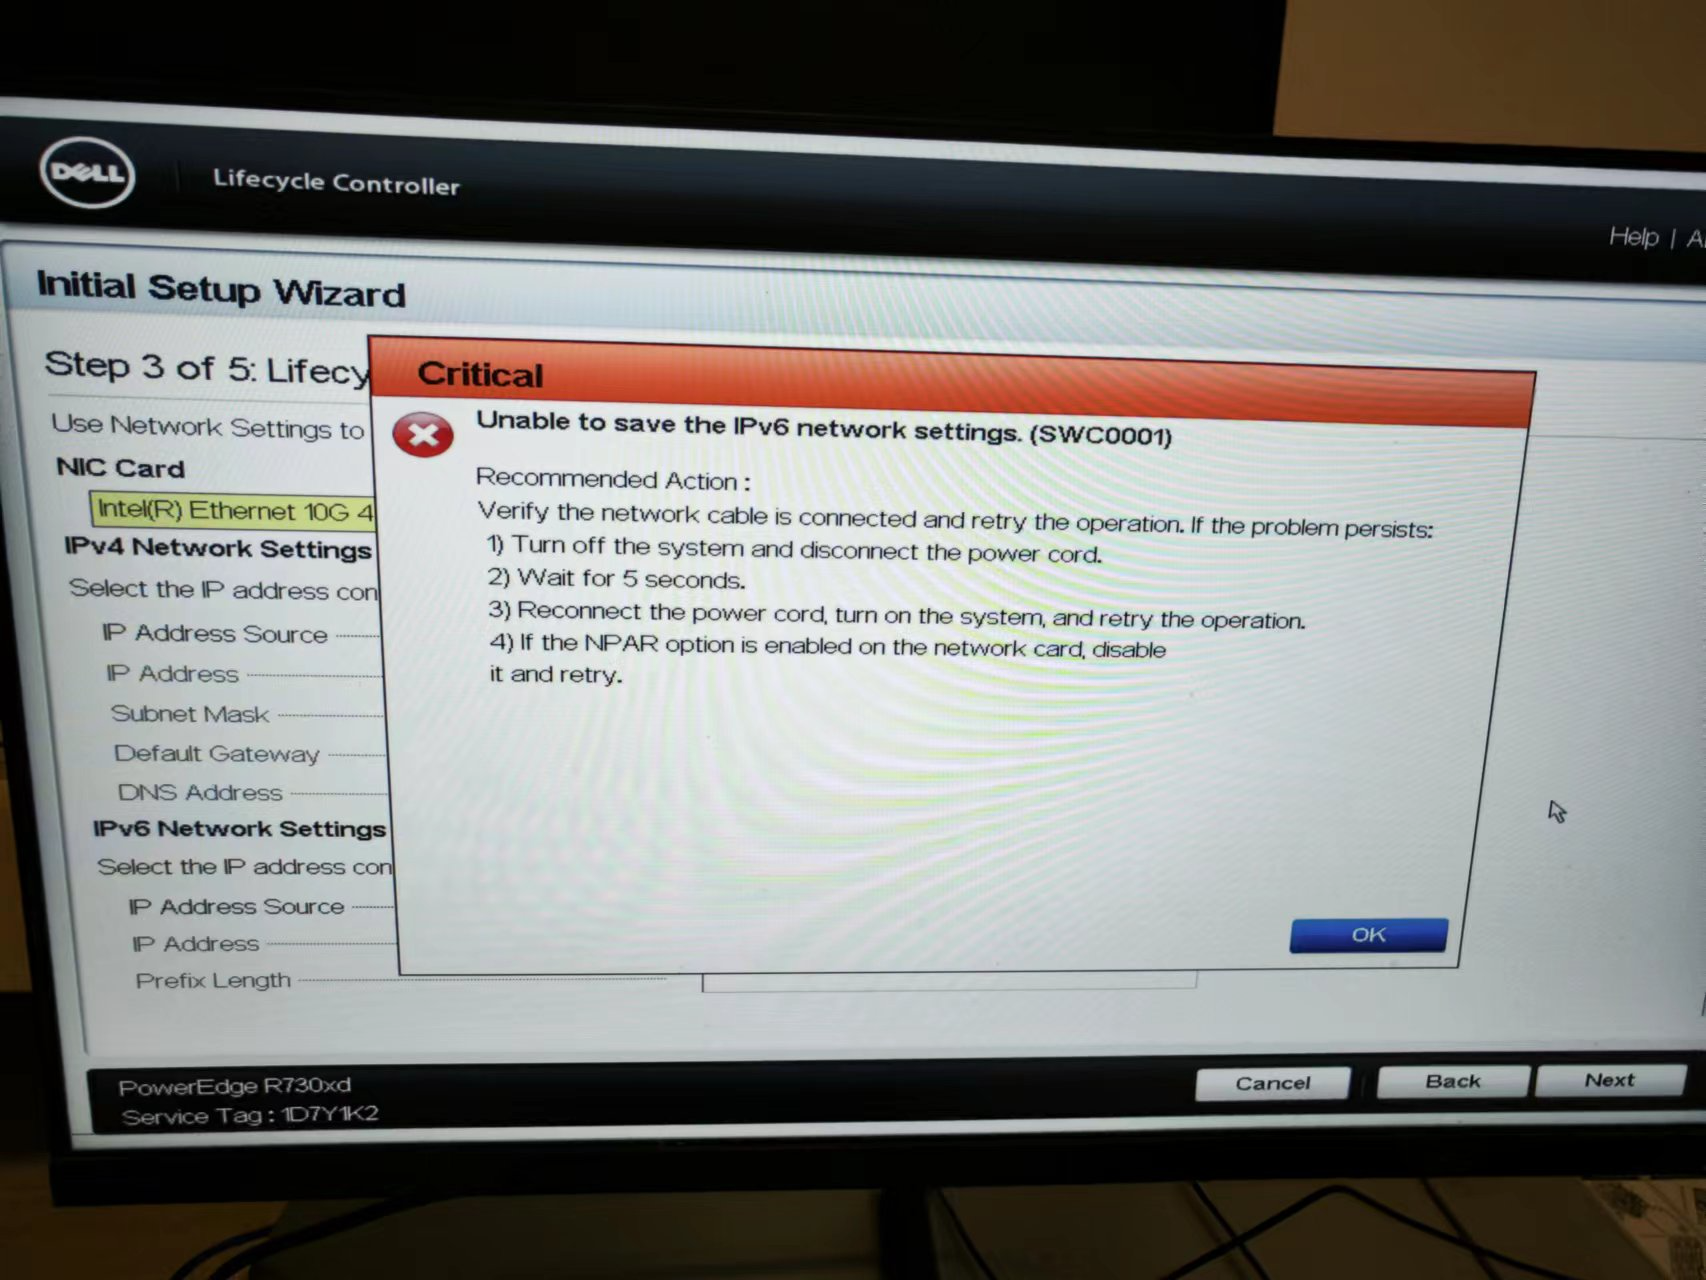 DELL
Lifecycle Controller
Help |
Initial Setup Wizard
Step 3 of 5:
Use Network Settings to
NIC Card
Intel(R) Ethernet 10G 4
IPv4 Network Settings
Select the IP address con
IP Address Source
IP Address
Subnet Mask
Default Gateway
DNS Address
IPv6 Network Settings
Select the IP address con
IP Address Source
IP Address
Prefix Length
Critical
Unable to save the IPv6 network settings. (SWC0001)
Recommended Action :
Verify the network cable is connected and retry the operation. If the problem persists:
1) Turn off the system and disconnect the power cord.
2) Wait for 5 seconds.
3) Reconnect the power cord, turn on the system, and retry the operation.
4) If the NPAR option is enabled on the network card, disable
it and retry.
OK
PowerEdge R730xd
Service Tag : 1D7Y1K2
Cancel
Back
Next